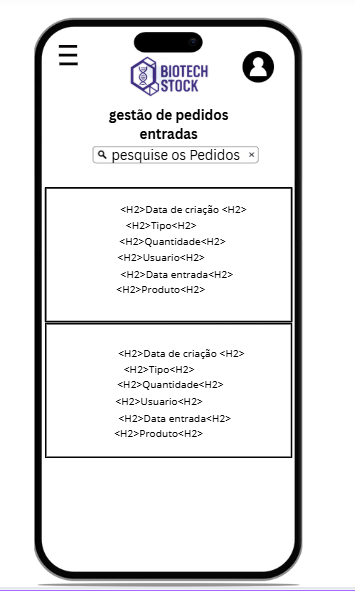 BIOTECH
STOCK
gestão de pedidos
entradas
pesquise os Pedidos ×
<H2>Data de criação <H2>
<H2>Tipo<H2>
<H2>Quantidade<H2>
<H2>Usuario<H2>
<H2>Data entrada<H2>
<H2>Produto<H2>
<H2>Data de criação <H2>
<H2>Tipo<H2>
<H2>Quantidade<H2>
<H2>Usuario<H2>
<H2>Data entrada<H2>
<H2>Produto<H2>